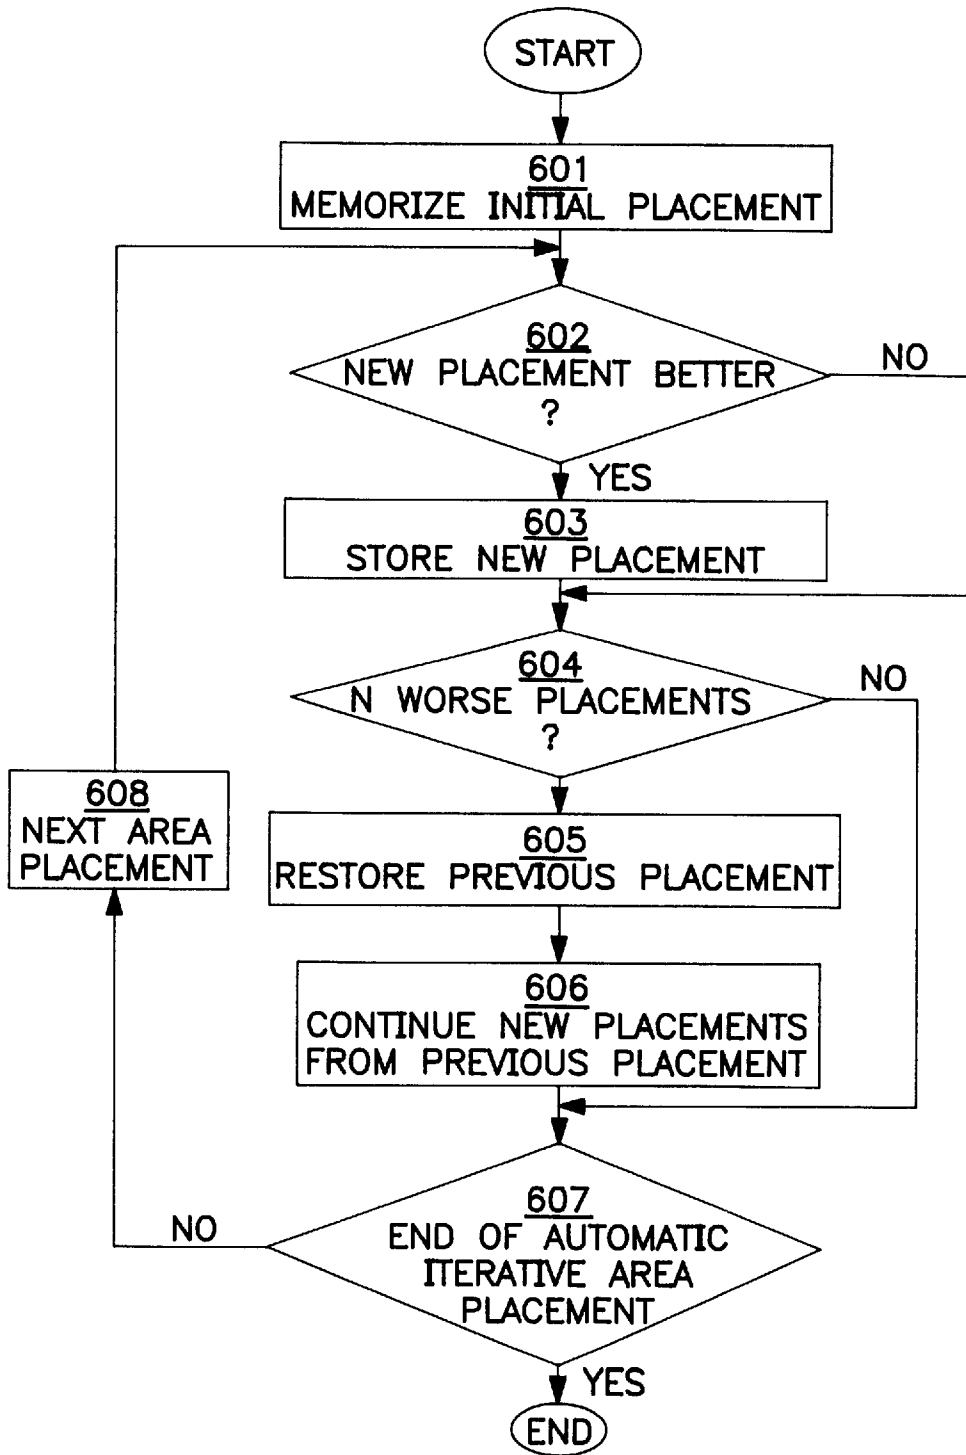 START
601
MEMORIZE INITIAL PLACEMENT
602
NEW PLACEMENT BETTER
?
NO
YES
603
STORE NEW PLACEMENT
604
N WORSE PLACEMENTS
?
NO
605
RESTORE PREVIOUS PLACEMENT
606
CONTINUE NEW PLACEMENTS
FROM PREVIOUS PLACEMENT
607
END OF AUTOMATIC
ITERATIVE AREA
PLACEMENT
NO
YES
608
NEXT AREA
PLACEMENT
END